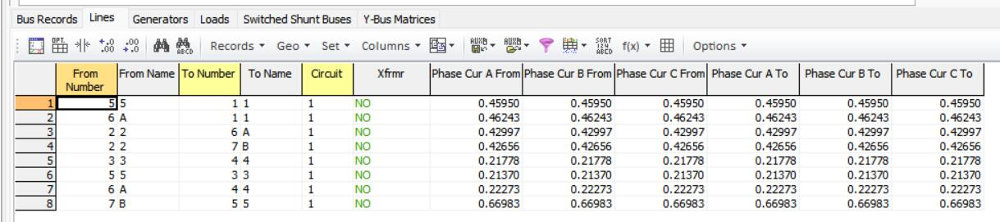 Bus Records Lines Generators Loads Switched Shunt Buses Y-Bus Matrices
OPT. .00 .00 ABCD Records Geo Set Columns AUXB AUXB SORT 124 ABCD f(x) Options
From Number From Name To Number To Name Circuit Xfrmr Phase Cur A From Phase Cur B From Phase Cur C From Phase Cur A To Phase Cur B To Phase Cur C To
1 5 5 1 1 1 NO 0.45950 0.45950 0.45950 0.45950 0.45950 0.45950
2 6 A 1 1 1 NO 0.46243 0.46243 0.46243 0.46243 0.46243 0.46243
3 2 2 6 A 1 NO 0.42997 0.42997 0.42997 0.42997 0.42997 0.42997
4 2 2 7 B 1 NO 0.42656 0.42656 0.42656 0.42656 0.42656 0.42656
5 3 3 4 4 1 NO 0.21778 0.21778 0.21778 0.21778 0.21778 0.21778
6 5 5 3 3 1 NO 0.21370 0.21370 0.21370 0.21370 0.21370 0.21370
7 6 A 4 4 1 NO 0.22273 0.22273 0.22273 0.22273 0.22273 0.22273
8 7 B 5 5 1 NO 0.66983 0.66983 0.66983 0.66983 0.66983 0.66983